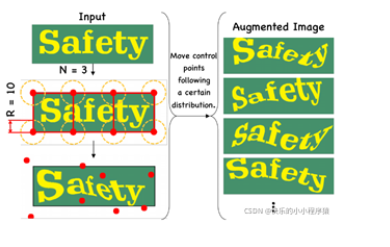 Input
Safety
N = 3
R = 10
Safety
Safety
Move control
points
following
a certain
distribution.
Augmented Image
Safety
Safety
Safety
Safety
CSDN @快乐的小小程序猿